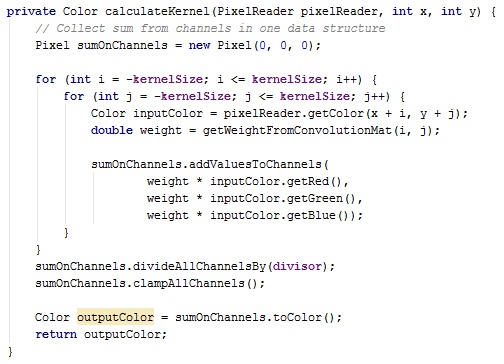 private Color calculateKernel(PixelReader pixelReader, int x, int y) {
    // Collect sum from channels in one data structure
    Pixel sumOnChannels = new Pixel(0, 0, 0);

    for (int i = -kernelSize; i <= kernelSize; i++) {
        for (int j = -kernelSize; j <= kernelSize; j++) {
            Color inputColor = pixelReader.getColor(x + i, y + j);
            double weight = getWeightFromConvolutionMat(i, j);

            sumOnChannels.addValuesToChannels(
                    weight * inputColor.getRed(),
                    weight * inputColor.getGreen(),
                    weight * inputColor.getBlue());
        }
    }
    sumOnChannels.divideAllChannelsBy(divisor);
    sumOnChannels.clampAllChannels();

    Color outputColor = sumOnChannels.toColor();
    return outputColor;
}